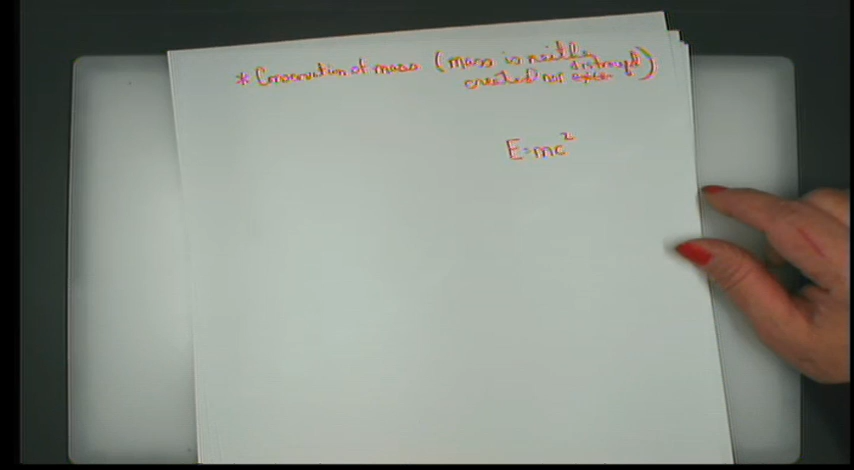 * Conservation of mass (mass is neither destroyed)
created nor
E=mc²